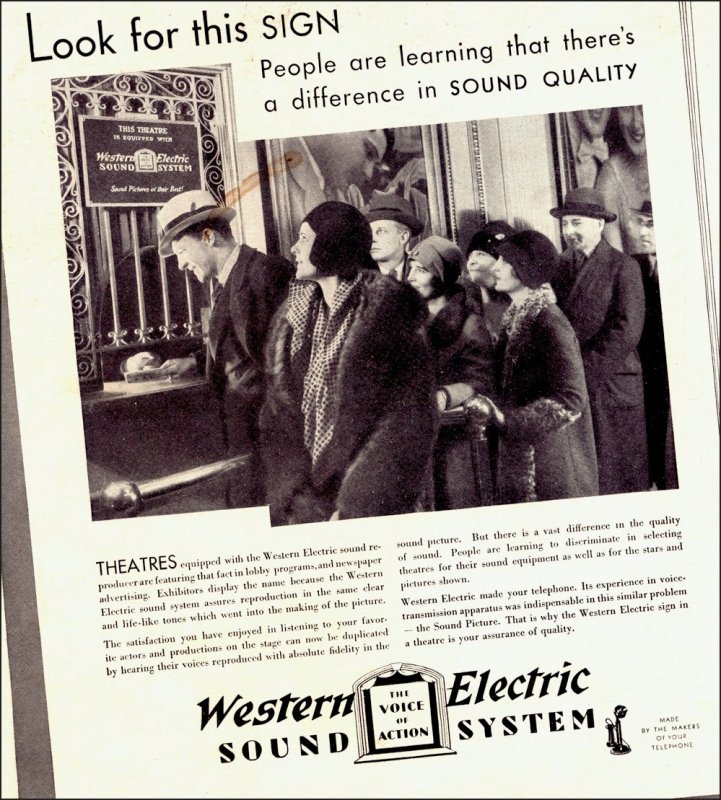 Look for this SIGN
People are learning that there's
a difference in SOUND QUALITY
THIS THEATRE
IS EQUIPPED WITH
Western Electric
SOUND SYSTEM
Sound Pictures at their Best!
THEATRES equipped with the Western Electric sound re-
producer are featuring that fact in lobby programs, and newspaper
advertising. Exhibitors display the name because the Western
Electric sound system assures reproduction in the same clear
and life-like tones which went into the making of the picture.
The satisfaction you have enjoyed in listening to your favor-
ite actors and productions on the stage can now be duplicated
by hearing their voices reproduced with absolute fidelity in the
sound picture. But there is a vast difference in the quality
of sound. People are learning to discriminate in selecting
theatres for their sound equipment as well as for the stars and
pictures shown.
Western Electric made your telephone. Its experience in voice-
transmission apparatus was indispensable in this similar problem
— the Sound Picture. That is why the Western Electric sign in
a theatre is your assurance of quality.
Western Electric
SOUND SYSTEM
THE
VOICE
OF
ACTION
MADE
BY THE MAKERS
OF YOUR
TELEPHONE